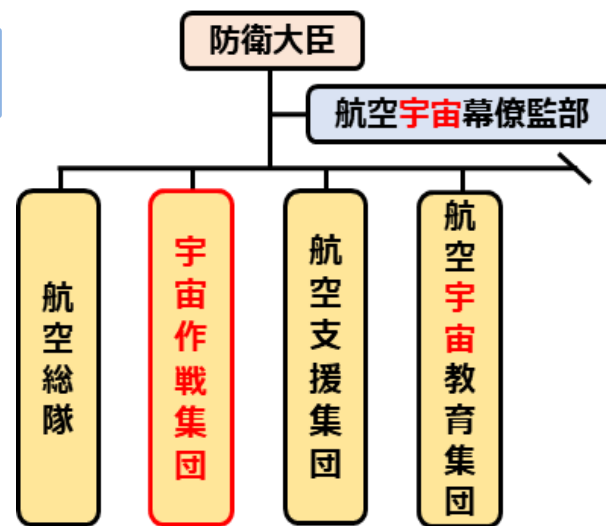 防衛大臣
航空宇宙幕僚監部
航空総隊
宇宙作戦集団
航空支援集団
航空宇宙教育集団